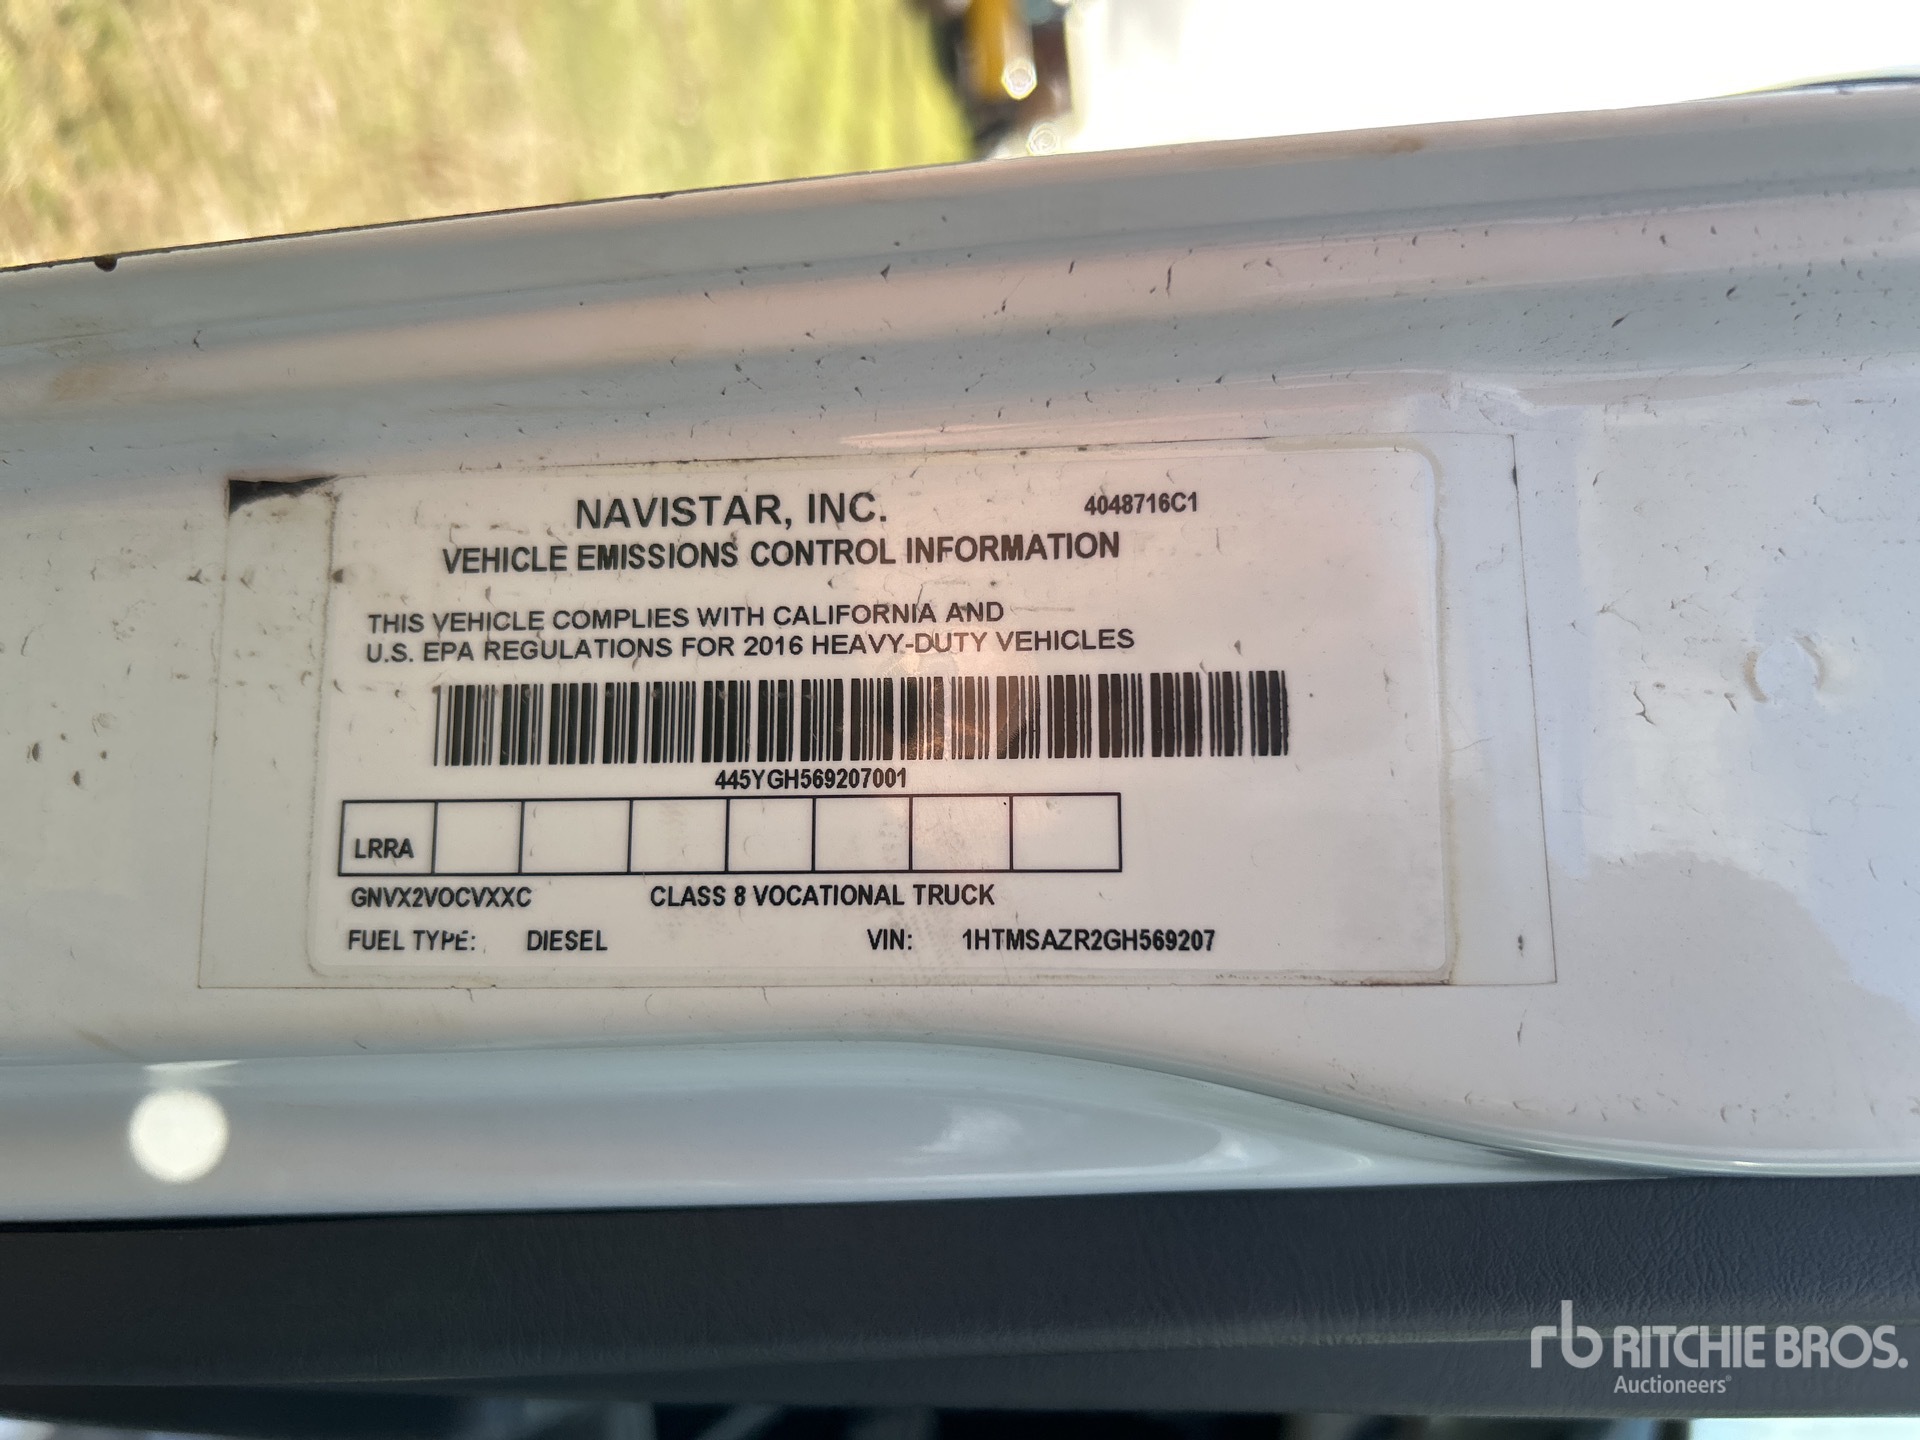 NAVISTAR, INC. 4048716C1
VEHICLE EMISSIONS CONTROL INFORMATION
THIS VEHICLE COMPLIES WITH CALIFORNIA AND
U.S. EPA REGULATIONS FOR 2016 HEAVY-DUTY VEHICLES
445YGH569207001
LRRA
GNVX2VOCVXXC CLASS 8 VOCATIONAL TRUCK
FUEL TYPE: DIESEL VIN: 1HTMSAZR2GH569207
rb RITCHIE BROS.
Auctioneers